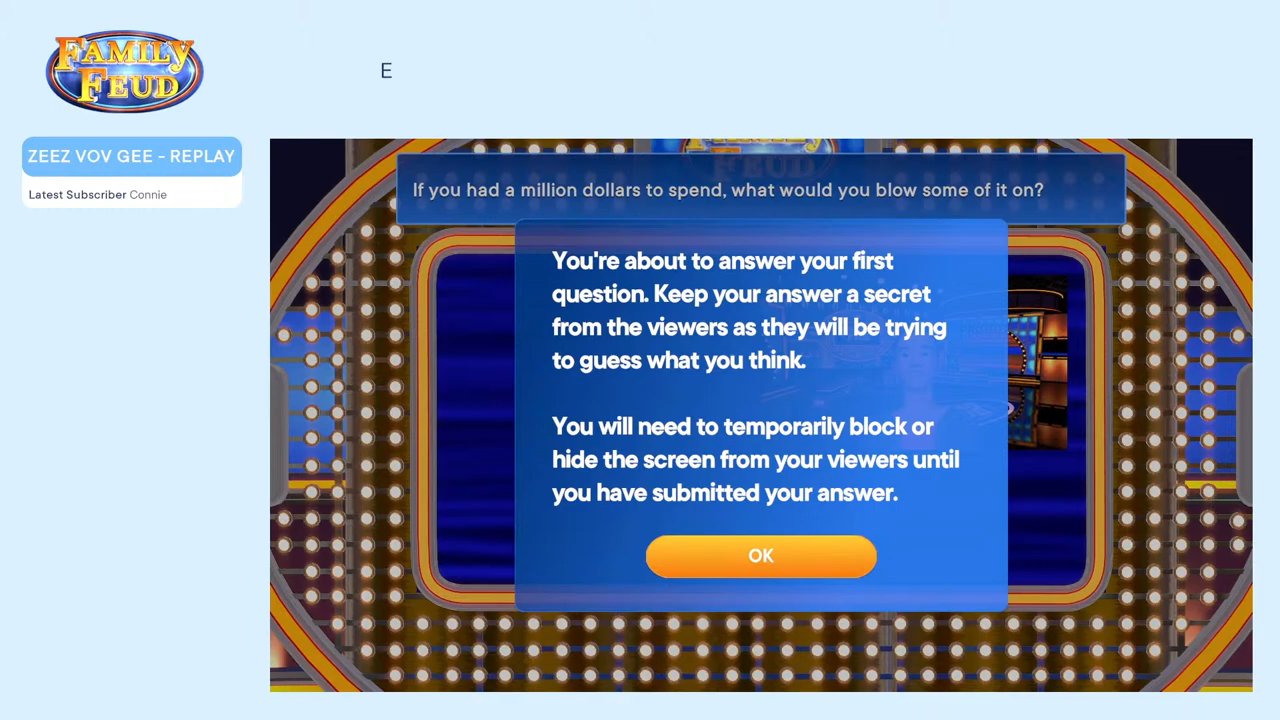 FAMILY
FEUD
E
ZEEZ VOV GEE - REPLAY
Latest Subscriber Connie
FAMILY
FEUD
If you had a million dollars to spend, what would you blow some of it on?
You're about to answer your first
question. Keep your answer a secret
from the viewers as they will be trying
to guess what you think.
You will need to temporarily block or
hide the screen from your viewers until
you have submitted your answer.
OK